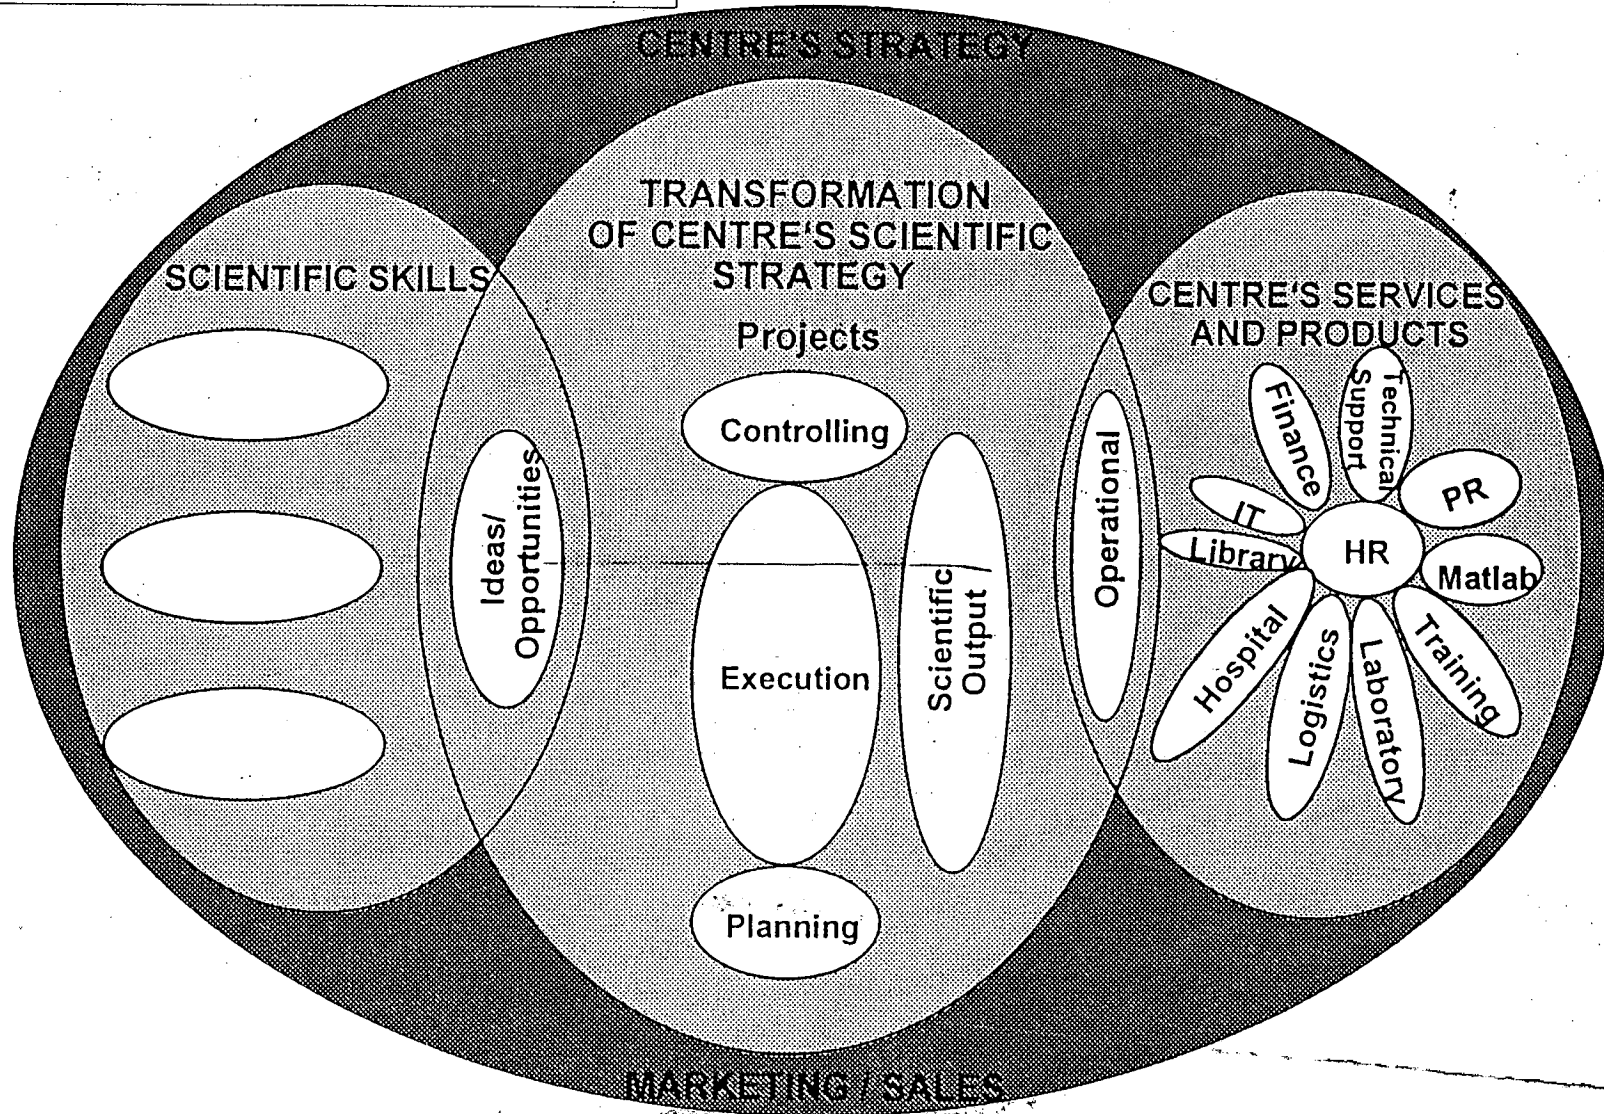 CENTRE'S STRATEGY
SCIENTIFIC SKILLS
Ideas/
Opportunities
TRANSFORMATION
OF CENTRE'S SCIENTIFIC
STRATEGY
Projects
Controlling
Execution
Planning
Scientific
Output
Operational
CENTRE'S SERVICES
AND PRODUCTS
Finance
Technical
Support
PR
IT
Library
HR
Matlab
Hospital
Logistics
Laboratory
Training
MARKETING / SALES